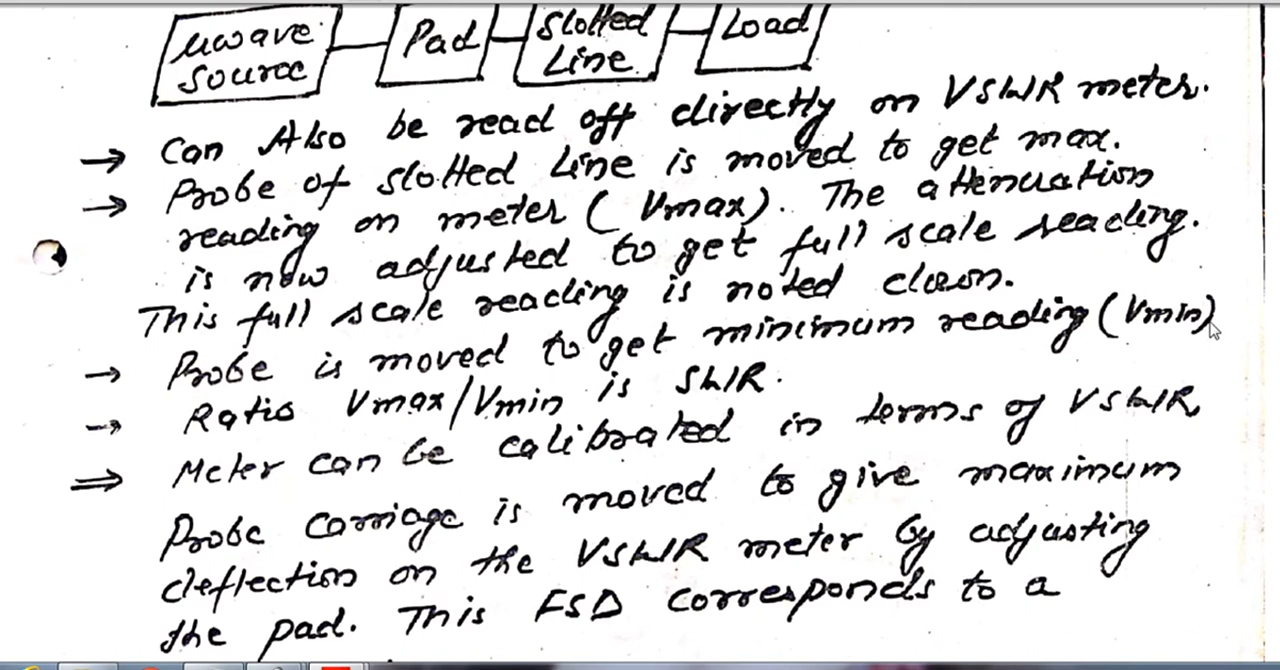 μwave source
Pad
Slotted Line
Load
→ Can Also be read off directly on VSWR meter.
→ Probe of slotted Line is moved to get max.
reading on meter (Vmax). The attenuation
is now adjusted to get full scale reading.
This full scale reading is noted down.
→ Probe is moved to get minimum reading (Vmin)
→ Ratio Vmax/Vmin is SWR.
⇒ Meter can be calibrated in terms of VSWR,
Probe carriage is moved to give maximum
deflection on the VSWR meter by adjusting
the pad. This FSD corresponds to a